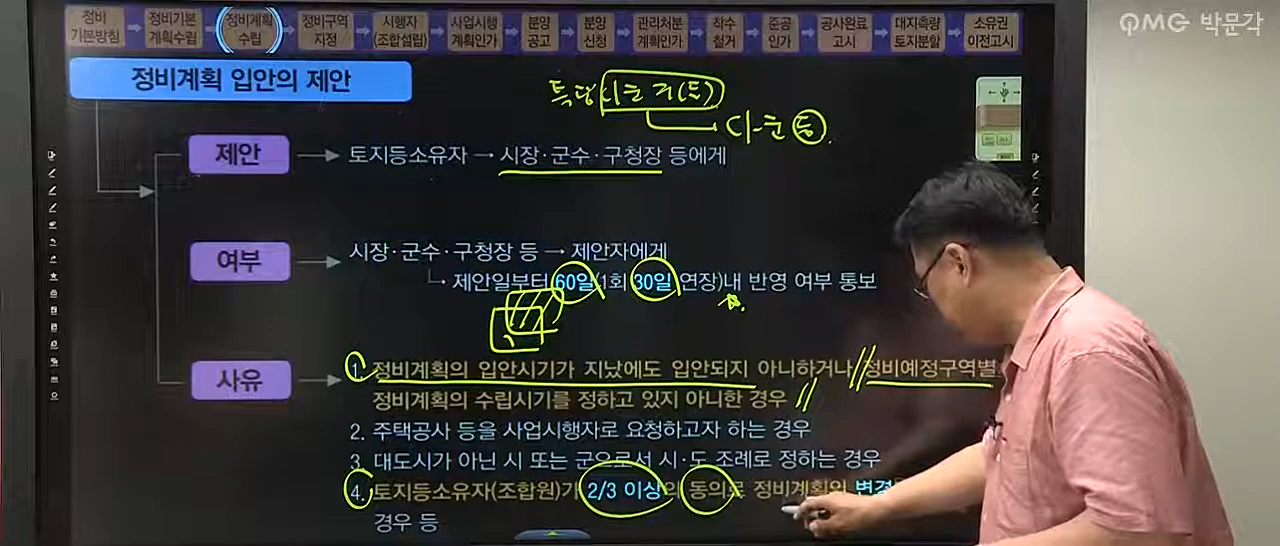 QMG 박문각
정비 기본방침
정비기본 계획수립
정비계획 수립
정비구역 지정
시행자 (조합설립)
사업시행 계획인가
분양 공고
분양 신청
관리처분 계획인가
착수 철거
준공 인가
공사완료 고시
대지측량 토지분할
소유권 이전고시
정비계획 입안의 제안
제안
토지등소유자 → 시장·군수·구청장 등에게
여부
시장·군수·구청장 등 → 제안자에게
제안일부터 60일(1회 30일 연장)내 반영 여부 통보
사유
1. 정비계획의 입안시기가 지났에도 입안되지 아니하거나 정비예정구역별
정비계획의 수립시기를 정하고 있지 아니한 경우
2. 주택공사 등을 사업시행자로 요청하고자 하는 경우
3. 대도시가 아닌 시 또는 군으로서 시·도 조례로 정하는 경우
4. 토지등소유자(조합원)가 2/3 이상의 동의로 정비계획의 변경
경우 등